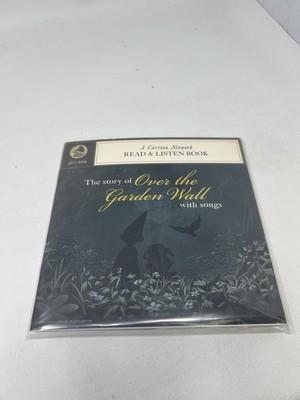 A Cartoon Network
READ & LISTEN BOOK
The story of Over the
Garden Wall
with songs